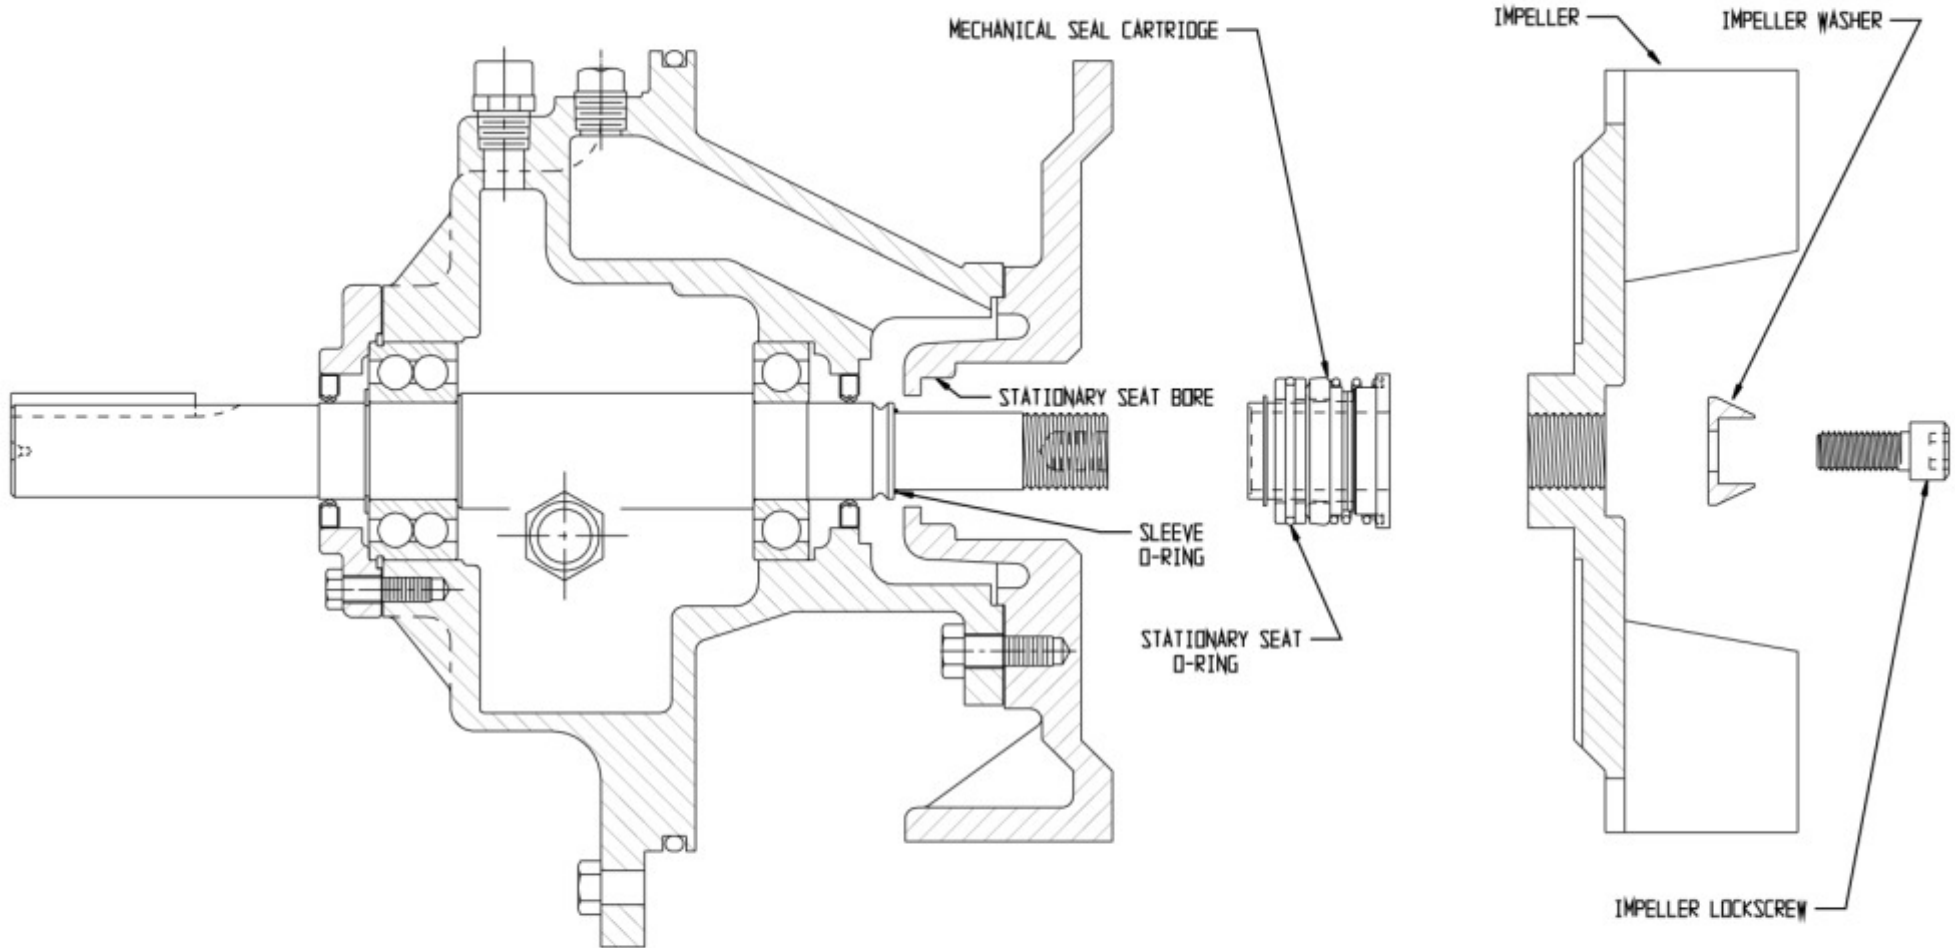 IMPELLER
IMPELLER WASHER
MECHANICAL SEAL CARTRIDGE
STATIONARY SEAT BORE
SLEEVE
O-RING
STATIONARY SEAT
O-RING
IMPELLER LOCKSCREW